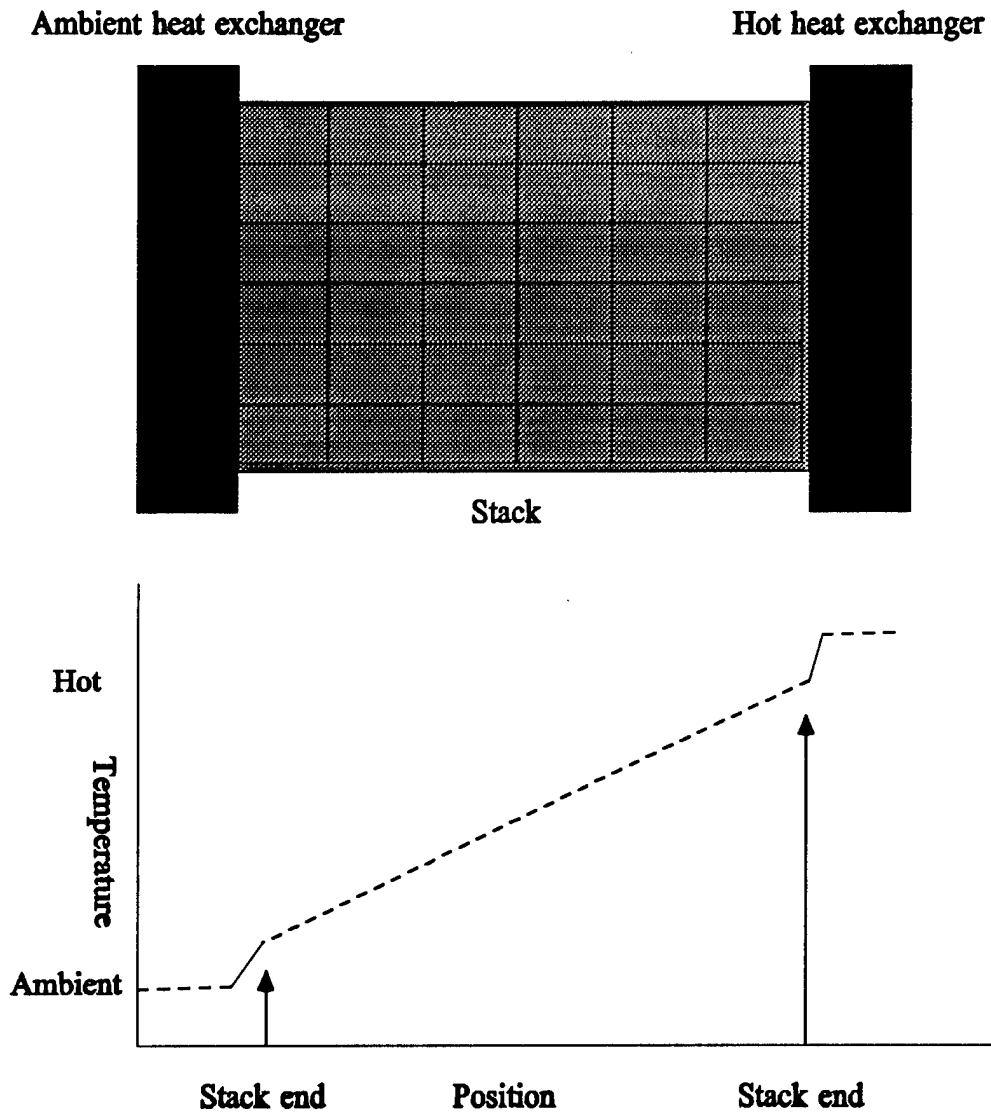 Ambient heat exchanger
Hot heat exchanger
Stack
Hot
Temperature
Ambient
Stack end
Position
Stack end